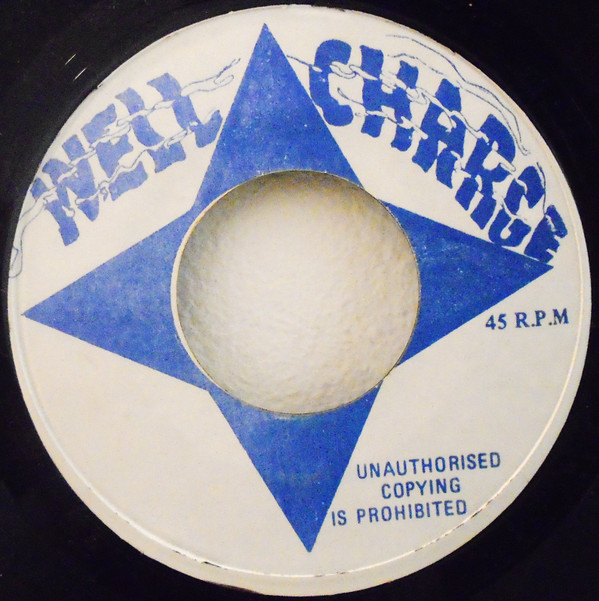 WELL CHARGE
45 R.P.M
UNAUTHORISED
COPYING
IS PROHIBITED